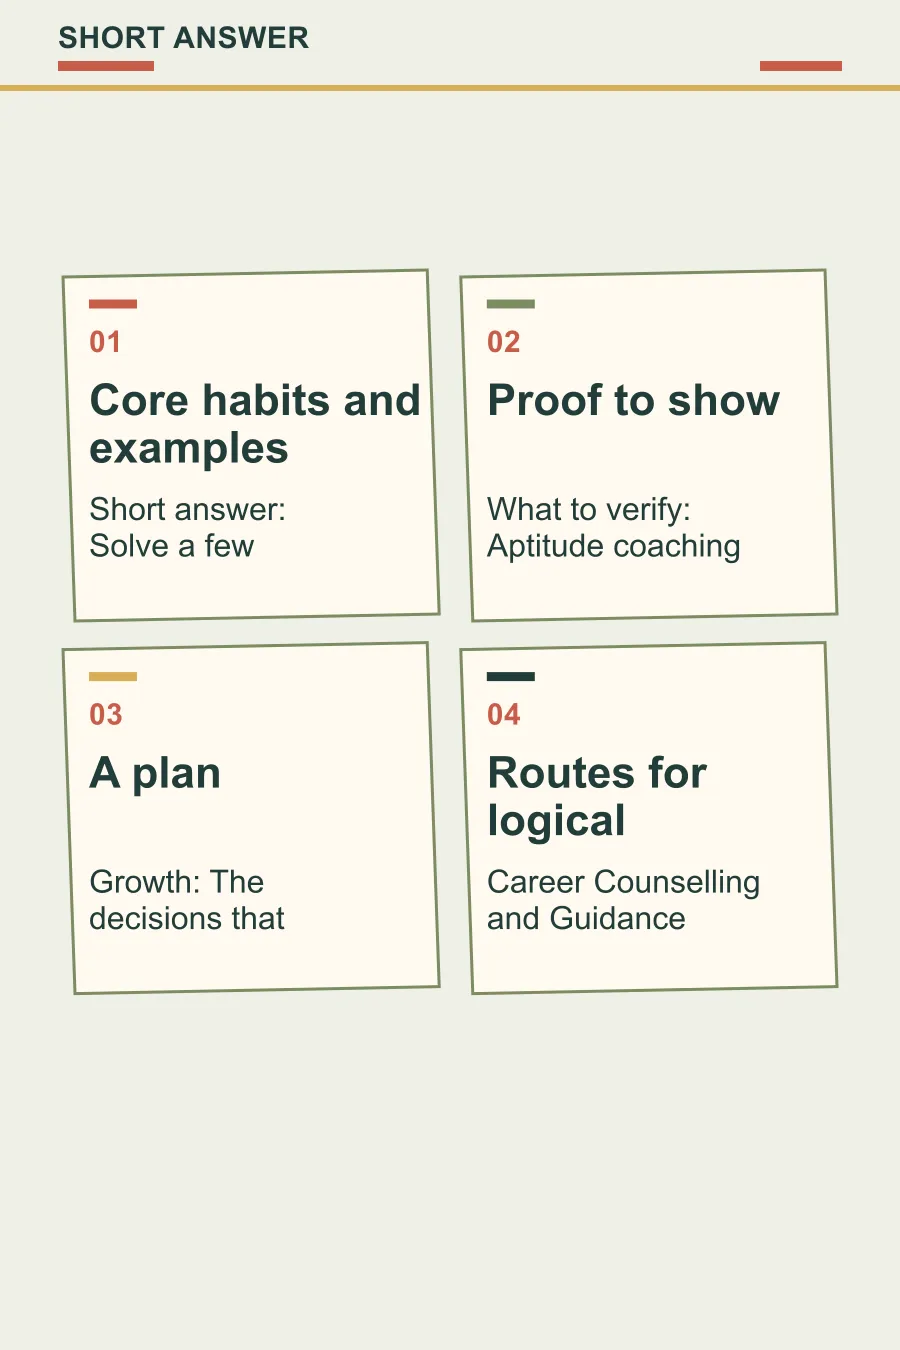 SHORT ANSWER
01
Core habits and
examples
Short answer:
Solve a few
02
Proof to show
What to verify:
Aptitude coaching
03
A plan
Growth: The
decisions that
04
Routes for
logical
Career Counselling
and Guidance